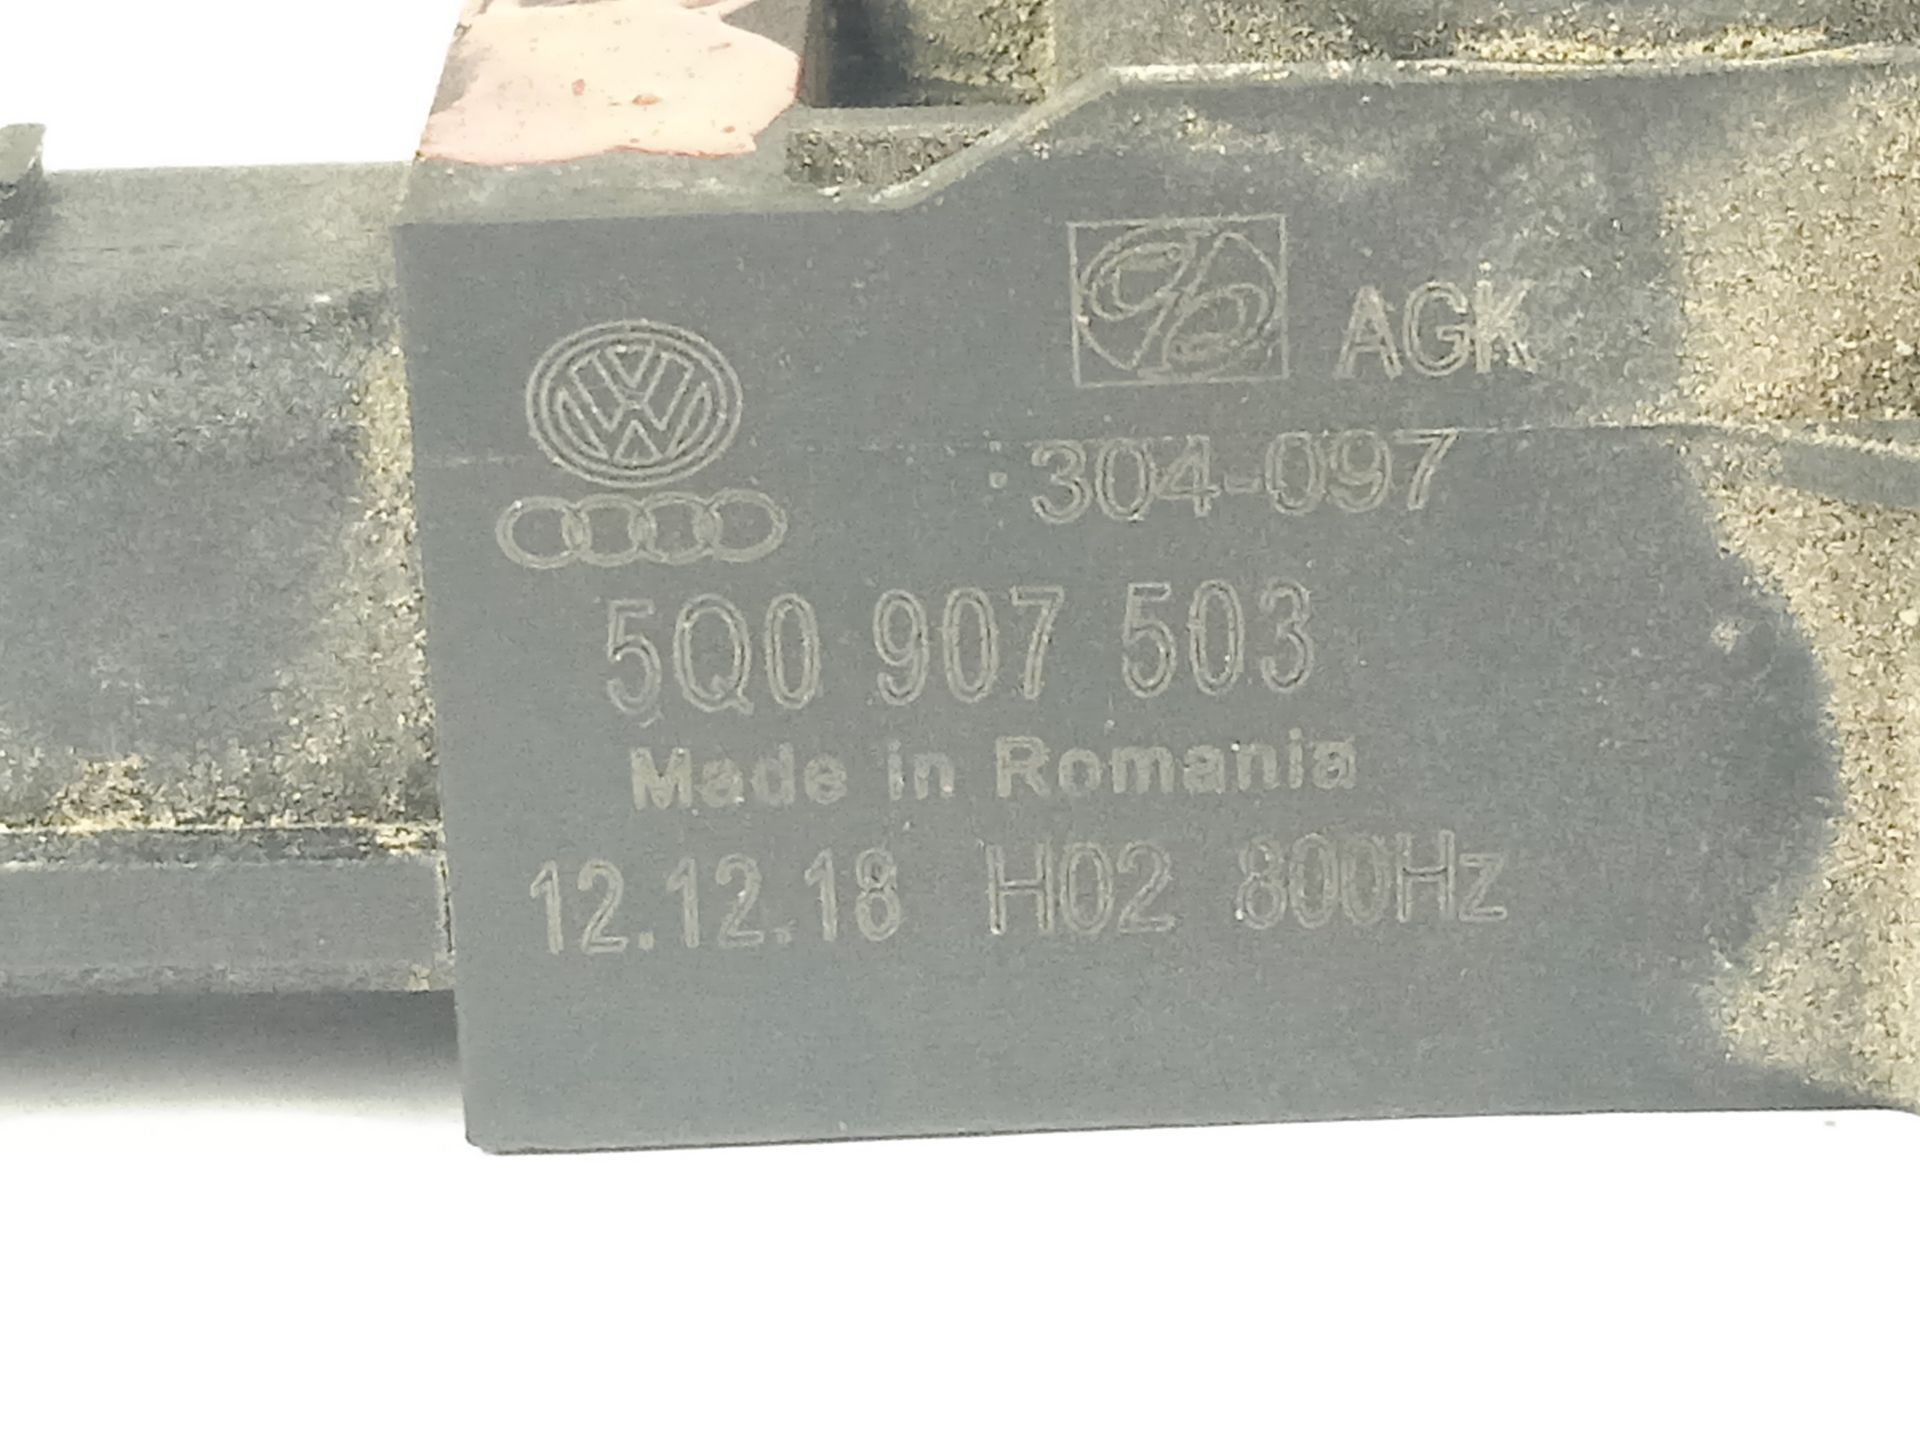 AGK
304-097
5Q0 907 503
Made in Romania
12.12.18 H02 800Hz